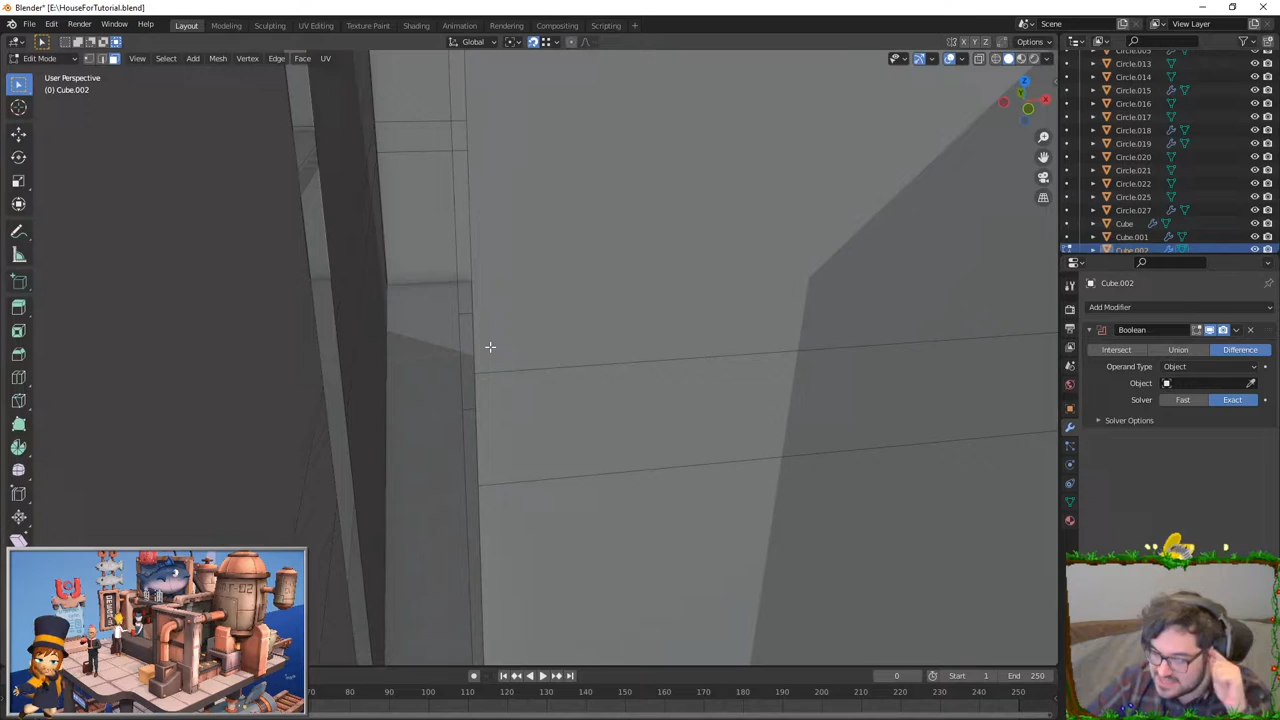 Blender* [E:\HouseForTutorial.blend]
File Edit Render Window Help Layout Modeling Sculpting UV Editing Texture Paint Shading Animation Rendering Compositing Scripting + Scene View Layer
Global Options
Edit Mode View Select Add Mesh Vertex Edge Face UV
X Y Z
User Perspective
(0) Cube.002
Z
Y
X
Circle.005
Circle.013
Circle.014
Circle.015
Circle.016
Circle.017
Circle.018
Circle.019
Circle.020
Circle.021
Circle.022
Circle.025
Circle.027
Cube
Cube.001
Cube.002
Cube.002
Add Modifier
Boolean
Intersect Union Difference
Operand Type Object
Object
Solver Fast Exact
Solver Options
0 Start 1 End 250
70 80 90 100 110 120 130 140 150 160 170 180 190 200 210 220 230 240 250